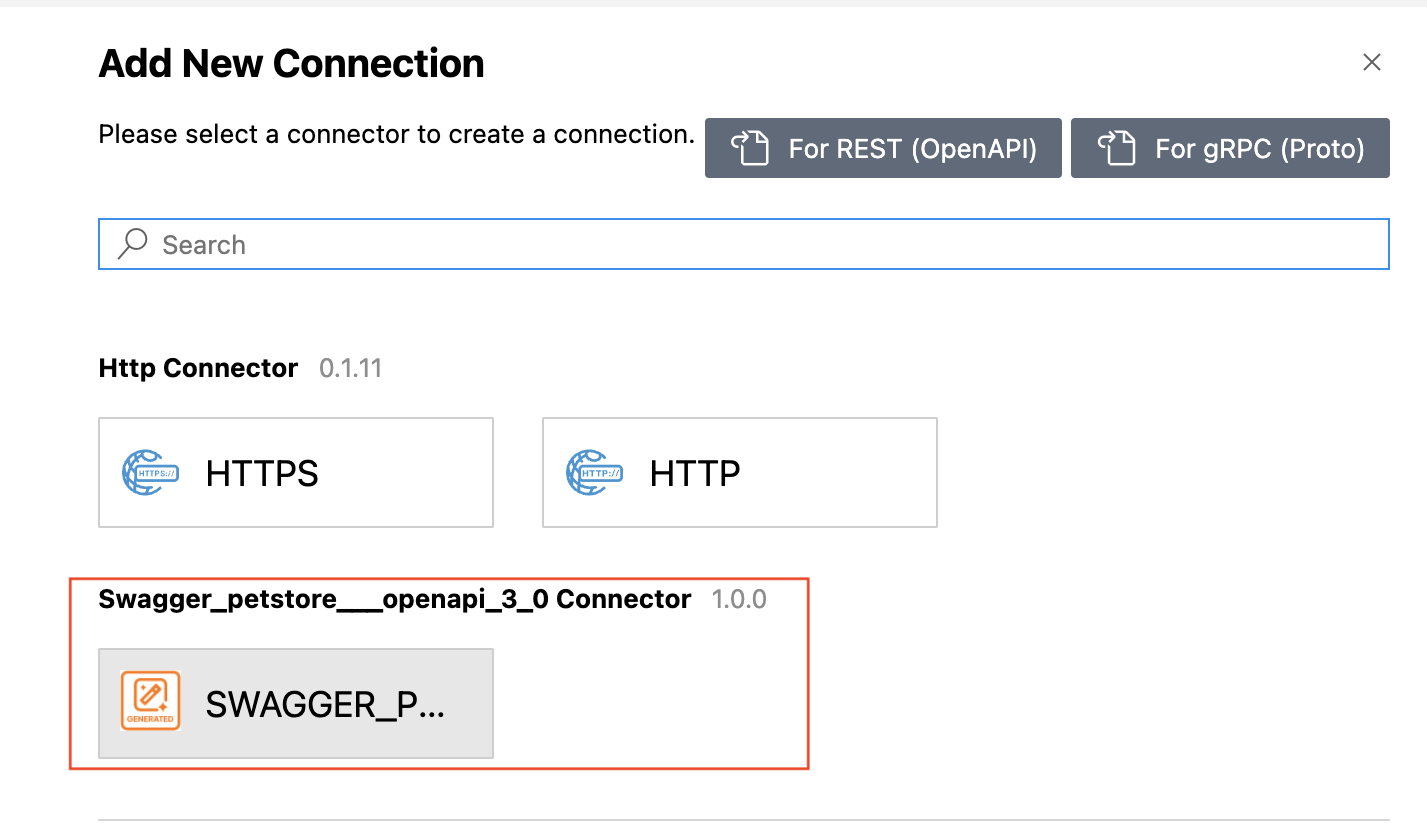 Add New Connection
Please select a connector to create a connection.
For REST (OpenAPI)
For gRPC (Proto)
Search
Http Connector 0.1.11
HTTPS:// HTTPS
HTTP:// HTTP
Swagger_petstore___openapi_3_0 Connector 1.0.0
GENERATED SWAGGER_P...